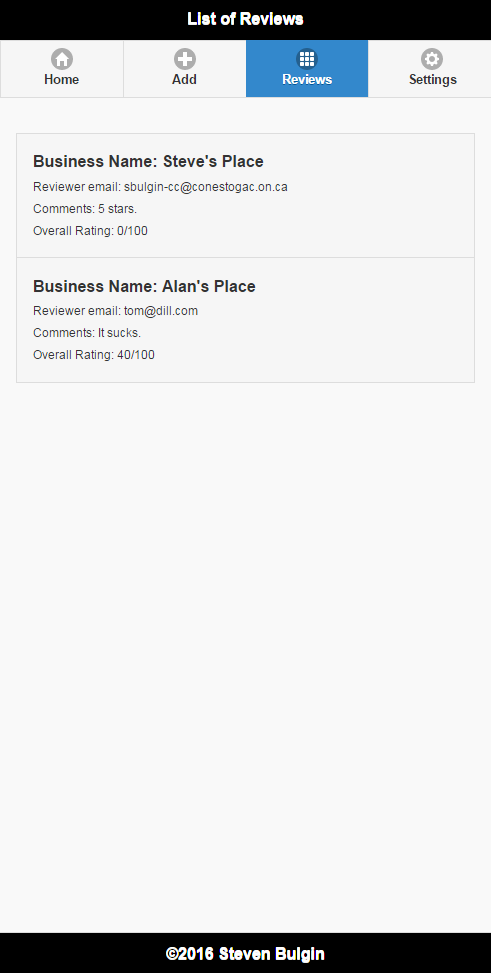 List of Reviews
Home Add Reviews Settings
Business Name: Steve's Place
Reviewer email: sbulgin-cc@conestogac.on.ca
Comments: 5 stars.
Overall Rating: 0/100
Business Name: Alan's Place
Reviewer email: tom@dill.com
Comments: It sucks.
Overall Rating: 40/100
©2016 Steven Bulgin